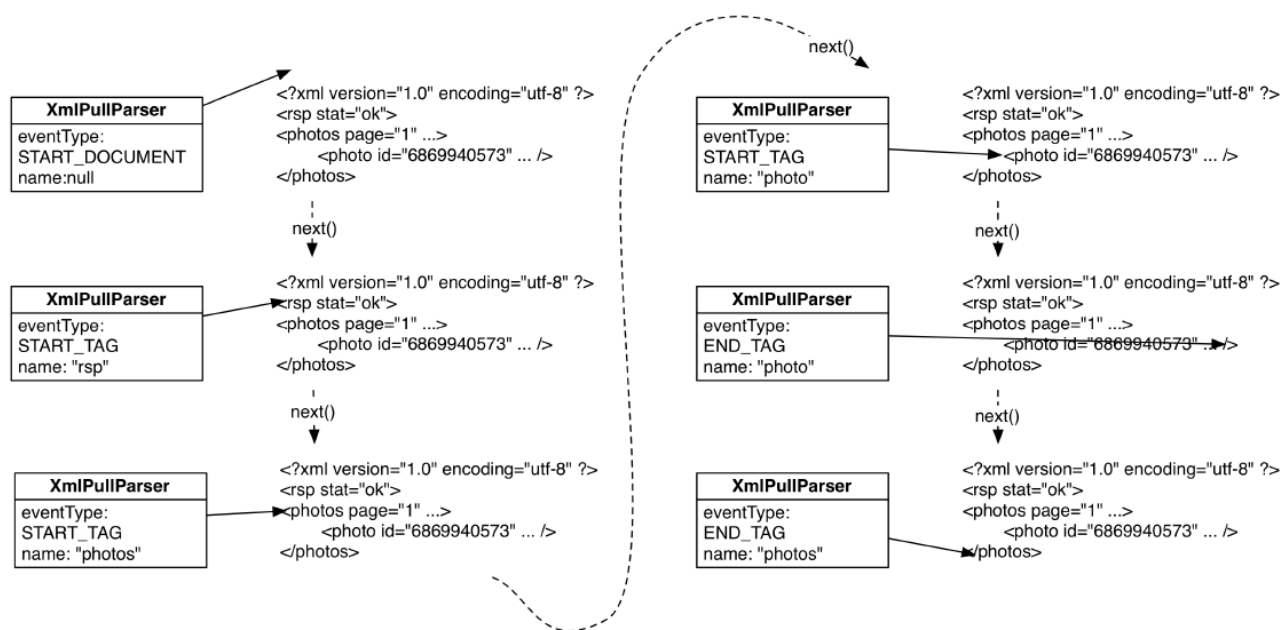 XmlPullParser
eventType:
START_DOCUMENT
name:null
<?xml version="1.0" encoding="utf-8" ?>
<rsp stat="ok">
<photos page="1" ...>
<photo id="6869940573" ... />
</photos>
next()
XmlPullParser
eventType:
START_TAG
name: "rsp"
<?xml version="1.0" encoding="utf-8" ?>
<rsp stat="ok">
<photos page="1" ...>
<photo id="6869940573" ... />
</photos>
next()
XmlPullParser
eventType:
START_TAG
name: "photos"
<?xml version="1.0" encoding="utf-8" ?>
<rsp stat="ok">
<photos page="1" ...>
<photo id="6869940573" ... />
</photos>
next()
XmlPullParser
eventType:
START_TAG
name: "photo"
<?xml version="1.0" encoding="utf-8" ?>
<rsp stat="ok">
<photos page="1" ...>
<photo id="6869940573" ... />
</photos>
next()
XmlPullParser
eventType:
END_TAG
name: "photo"
<?xml version="1.0" encoding="utf-8" ?>
<rsp stat="ok">
<photos page="1" ...>
<photo id="6869940573" ... />
</photos>
next()
XmlPullParser
eventType:
END_TAG
name: "photos"
<?xml version="1.0" encoding="utf-8" ?>
<rsp stat="ok">
<photos page="1" ...>
<photo id="6869940573" ... />
</photos>